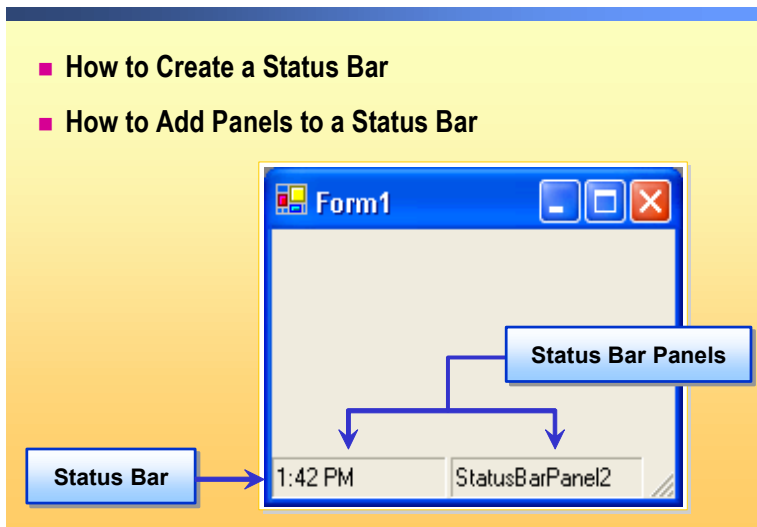 How to Create a Status Bar
How to Add Panels to a Status Bar
Form1
Status Bar Panels
Status Bar
1:42 PM
StatusBarPanel2